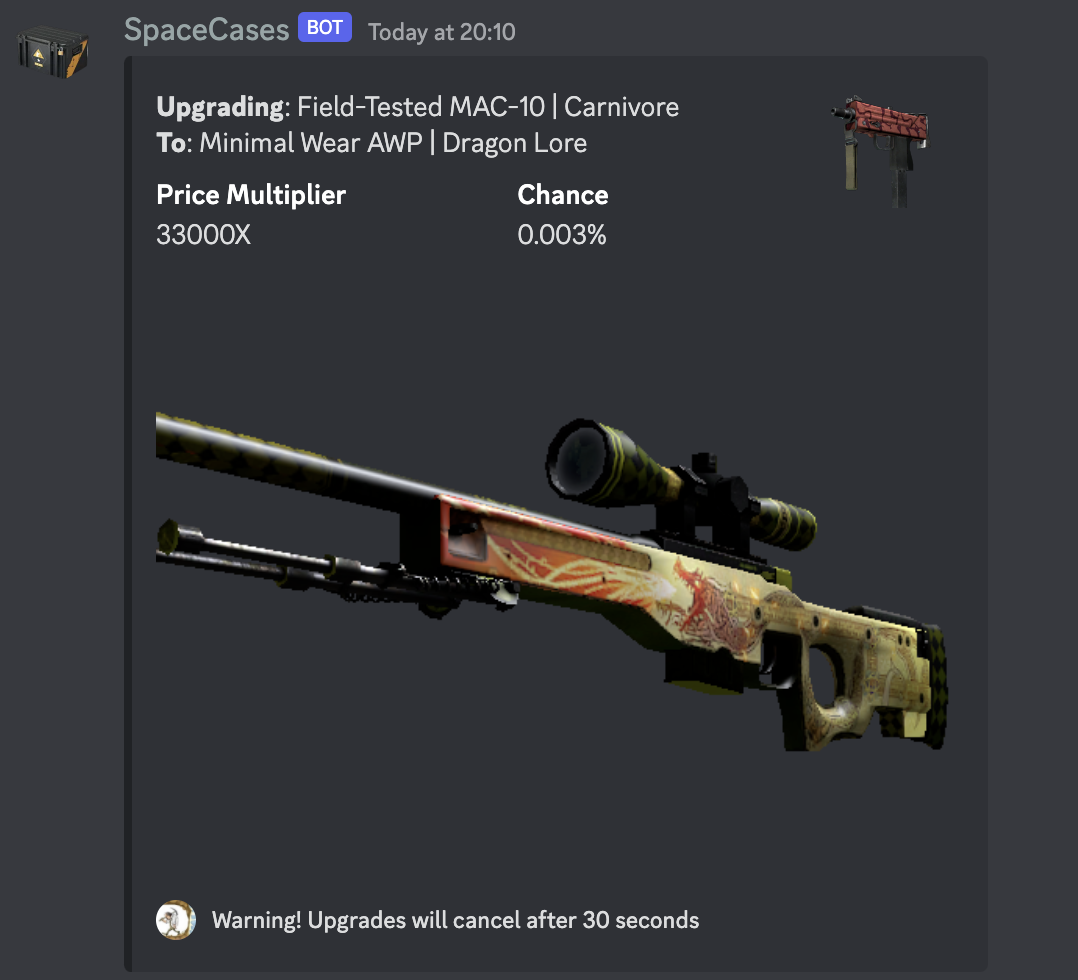 SpaceCases BOT Today at 20:10
Upgrading: Field-Tested MAC-10 | Carnivore
To: Minimal Wear AWP | Dragon Lore
Price Multiplier Chance
33000X 0.003%
Warning! Upgrades will cancel after 30 seconds